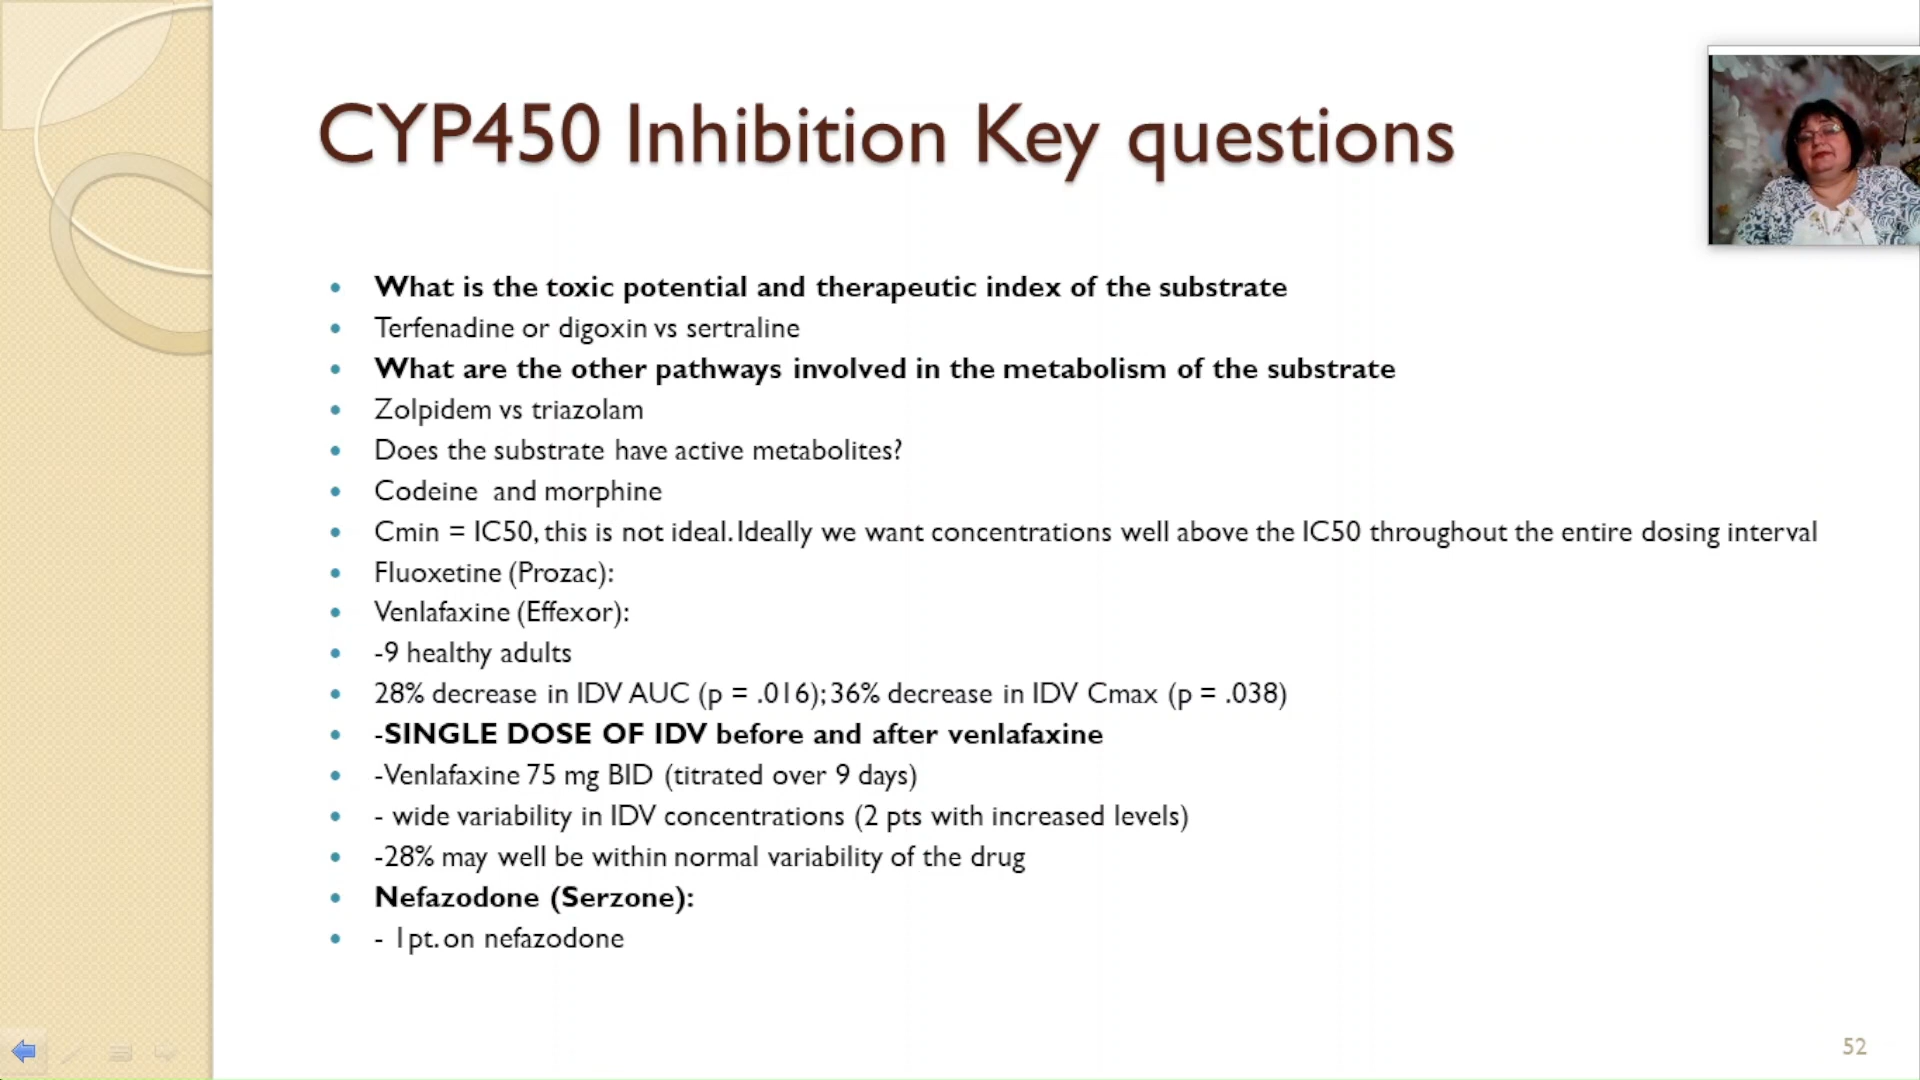 CYP450 Inhibition Key questions
What is the toxic potential and therapeutic index of the substrate
Terfenadine or digoxin vs sertraline
What are the other pathways involved in the metabolism of the substrate
Zolpidem vs triazolam
Does the substrate have active metabolites?
Codeine and morphine
Cmin = IC50, this is not ideal. Ideally we want concentrations well above the IC50 throughout the entire dosing interval
Fluoxetine (Prozac):
Venlafaxine (Effexor):
-9 healthy adults
28% decrease in IDV AUC (p = .016); 36% decrease in IDV Cmax (p = .038)
-SINGLE DOSE OF IDV before and after venlafaxine
-Venlafaxine 75 mg BID (titrated over 9 days)
- wide variability in IDV concentrations (2 pts with increased levels)
-28% may well be within normal variability of the drug
Nefazodone (Serzone):
- 1pt. on nefazodone
52